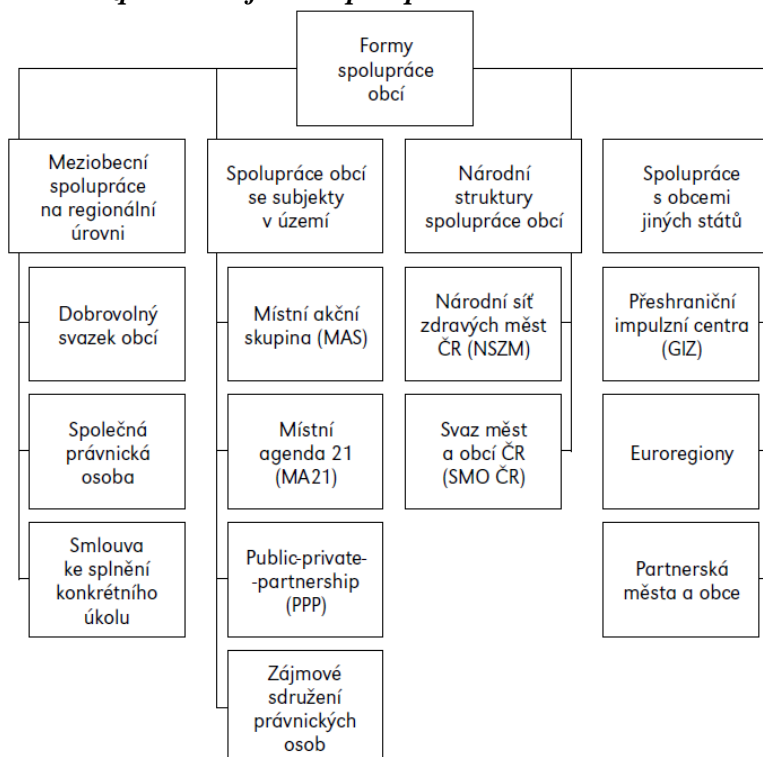 Formy
spolupráce
obcí
Meziobecní
spolupráce
na regionální
úrovni
Dobrovolný
svazek obcí
Společná
právnická
osoba
Smlouva
ke splnění
konkrétního
úkolu
Spolupráce obcí
se subjekty
v území
Místní akční
skupina (MAS)
Místní
agenda 21
(MA21)
Public-private-
-partnership
(PPP)
Zájmové
sdružení
právnických
osob
Národní
struktury
spolupráce obcí
Národní síť
zdravých měst
ČR (NSZM)
Svaz měst
a obcí ČR
(SMO ČR)
Spolupráce
s obcemi
jiných států
Přeshraniční
impulzní centra
(GIZ)
Euroregiony
Partnerská
města a obce